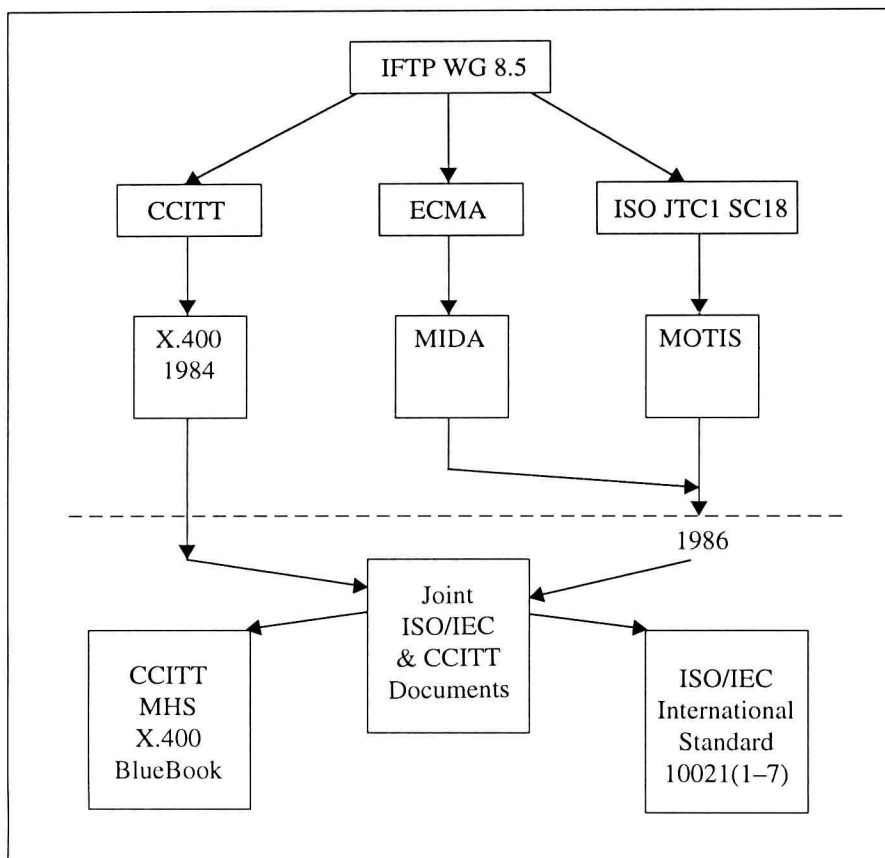 IFTP WG 8.5
CCITT
ECMA
ISO JTC1 SC18
X.400
1984
MIDA
MOTIS
1986
Joint
ISO/IEC
& CCITT
Documents
CCITT
MHS
X.400
BlueBook
ISO/IEC
International
Standard
10021(1–7)